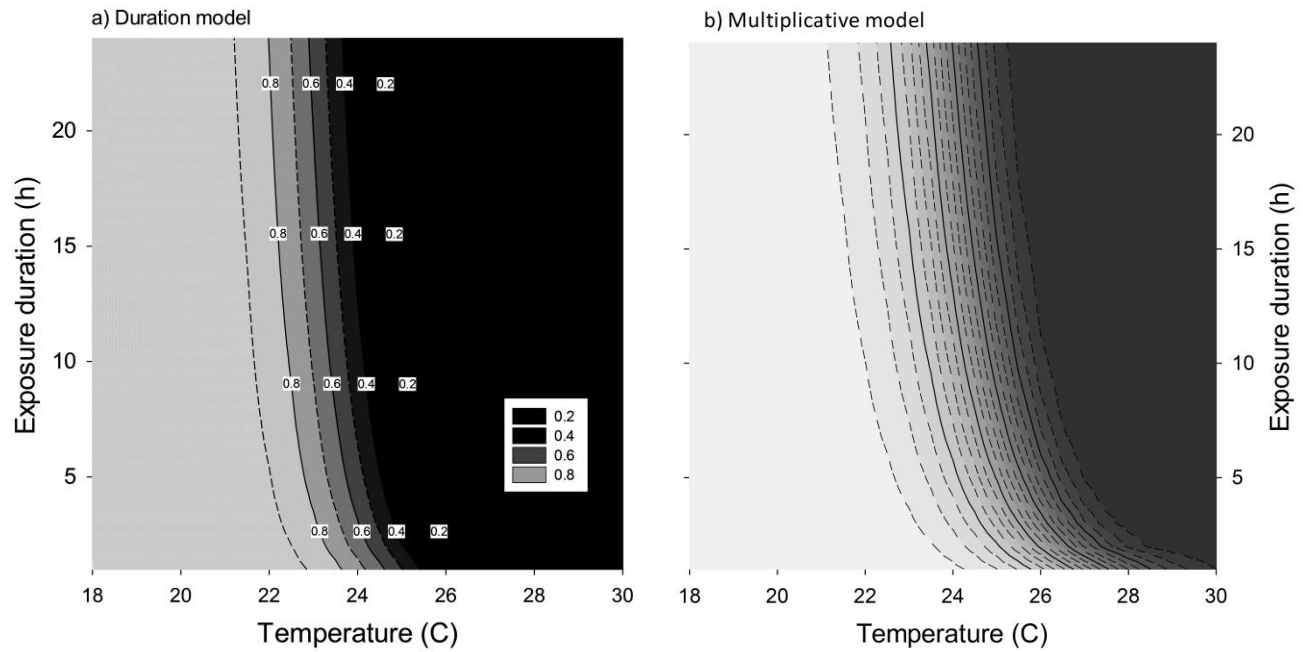 a) Duration model
b) Multiplicative model
20
15
10
5
Exposure duration (h)
0.8 0.6 0.4 0.2
0.8 0.6 0.4 0.2
0.8 0.6 0.4 0.2
0.8 0.6 0.4 0.2
0.2
0.4
0.6
0.8
18 20 22 24 26 28 30
Temperature (C)
20
15
10
5
Exposure duration (h)
18 20 22 24 26 28 30
Temperature (C)